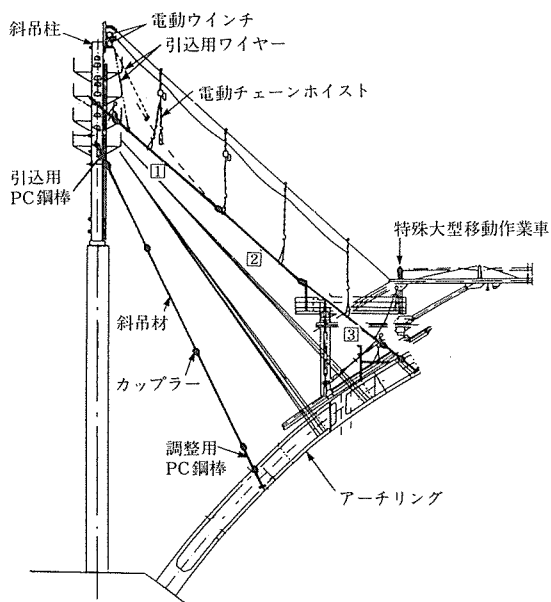 電動ウインチ
斜吊柱
引込用ワイヤー
電動チェーンホイスト
引込用
PC鋼棒
1
特殊大型移動作業車
2
斜吊材
3
カップラー
調整用
PC鋼棒
アーチリング